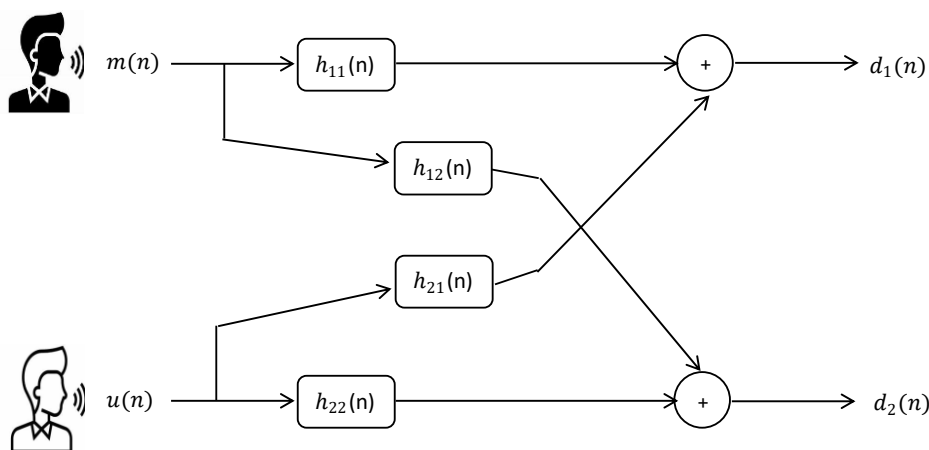 m(n) h₁₁(n) + d₁(n)
h₁₂(n)
h₂₁(n)
u(n) h₂₂(n) + d₂(n)